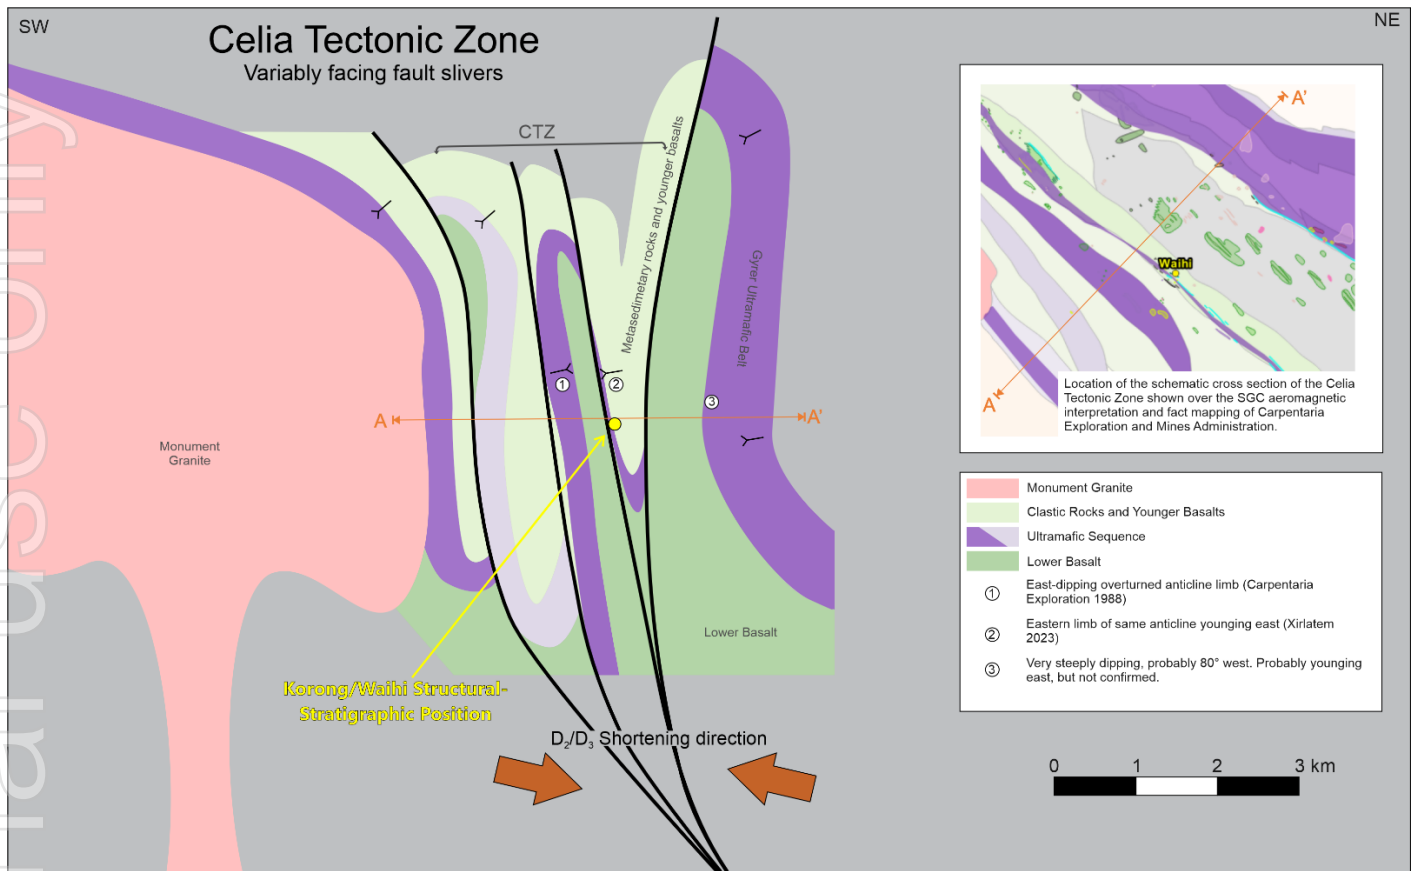 SW
NE
Celia Tectonic Zone
Variably facing fault slivers
CTZ
Metasedimetary rocks and younger basalts
Gyrer Ultramafic Belt
1
2
3
A
A'
Monument
Granite
Lower Basalt
Korong/Waihi Structural-
Stratigraphic Position
D2/D3 Shortening direction
A'
Waihi
A
Location of the schematic cross section of the Celia
Tectonic Zone shown over the SGC aeromagnetic
interpretation and fact mapping of Carpentaria
Exploration and Mines Administration.
Monument Granite
Clastic Rocks and Younger Basalts
Ultramafic Sequence
Lower Basalt
1 East-dipping overturned anticline limb (Carpentaria
Exploration 1988)
2 Eastern limb of same anticline younging east (Xirlatem
2023)
3 Very steeply dipping, probably 80° west. Probably younging
east, but not confirmed.
0 1 2 3 km
use only